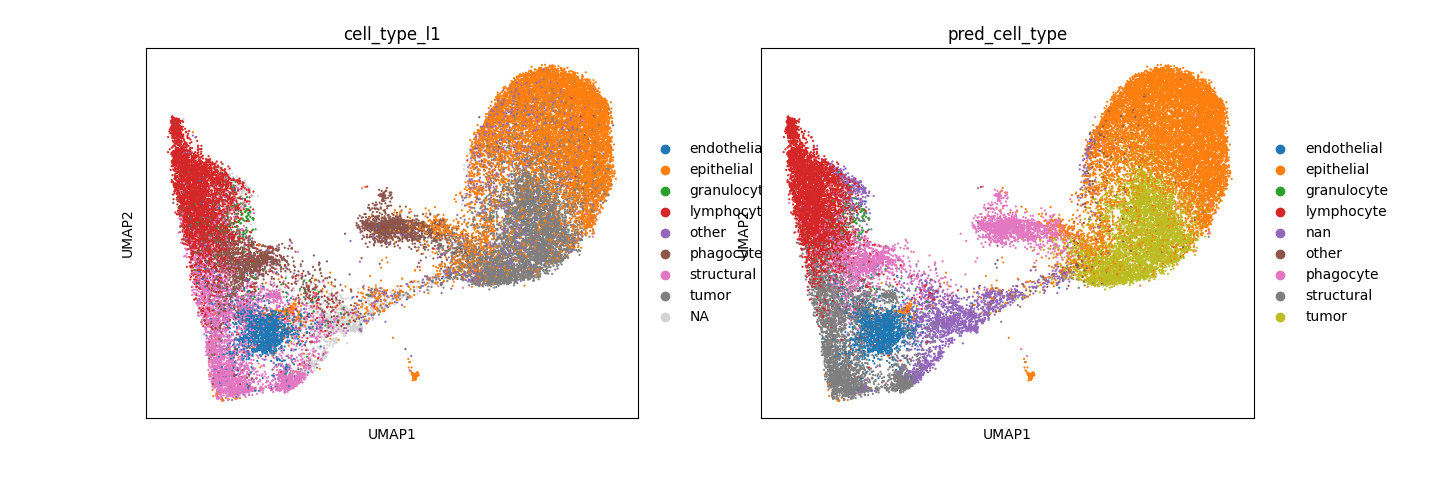 cell_type_l1
UMAP2
UMAP1
endothelia
epithelial
granulocyt
lymphocyt
other
phagocyte
structural
tumor
NA
pred_cell_type
UMAP2
UMAP1
endothelial
epithelial
granulocyte
lymphocyte
nan
other
phagocyte
structural
tumor